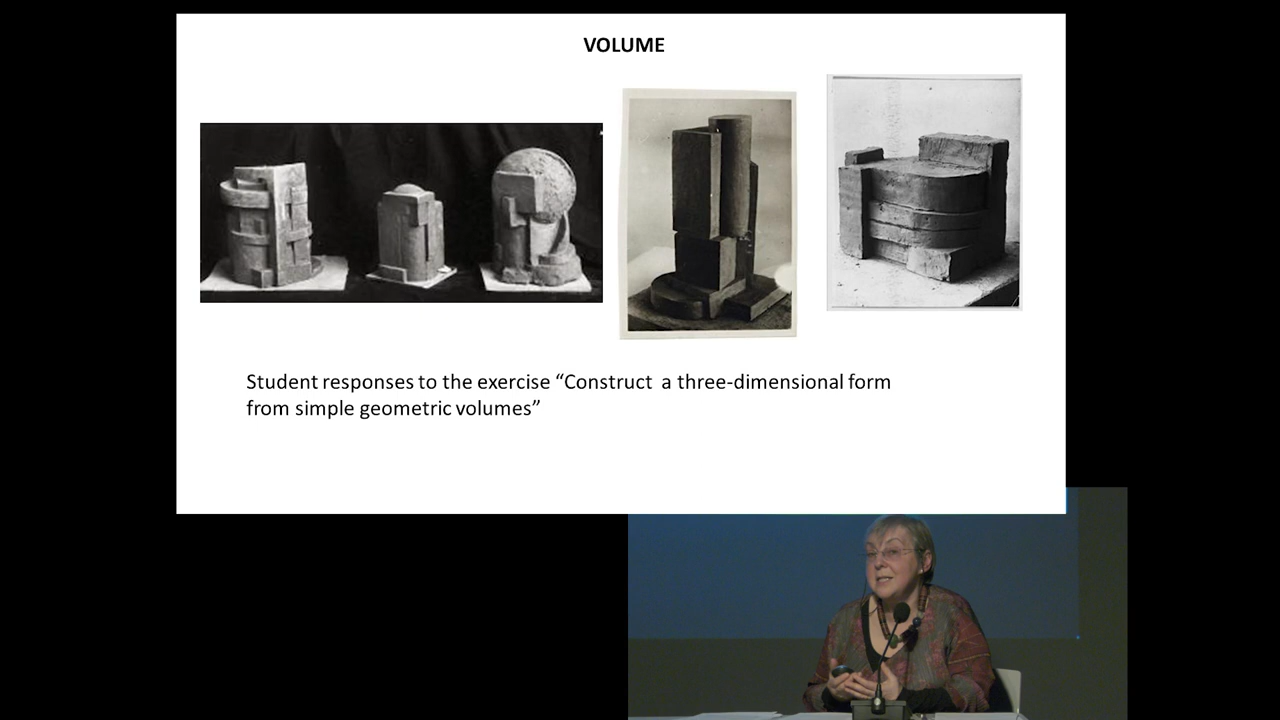 VOLUME
Student responses to the exercise “Construct  a three-dimensional form
from simple geometric volumes”